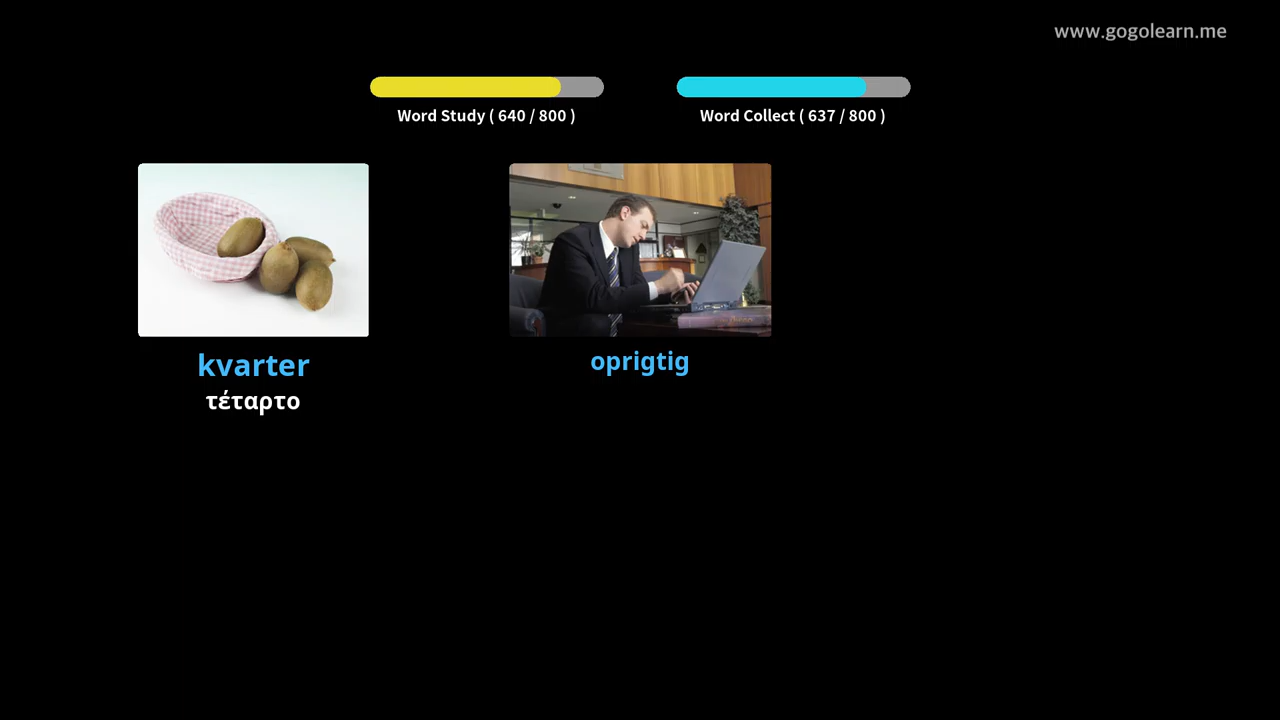 www.gogolearn.me
Word Study ( 640 / 800 )
Word Collect ( 637 / 800 )
kvarter
τέταρτο
oprigtig